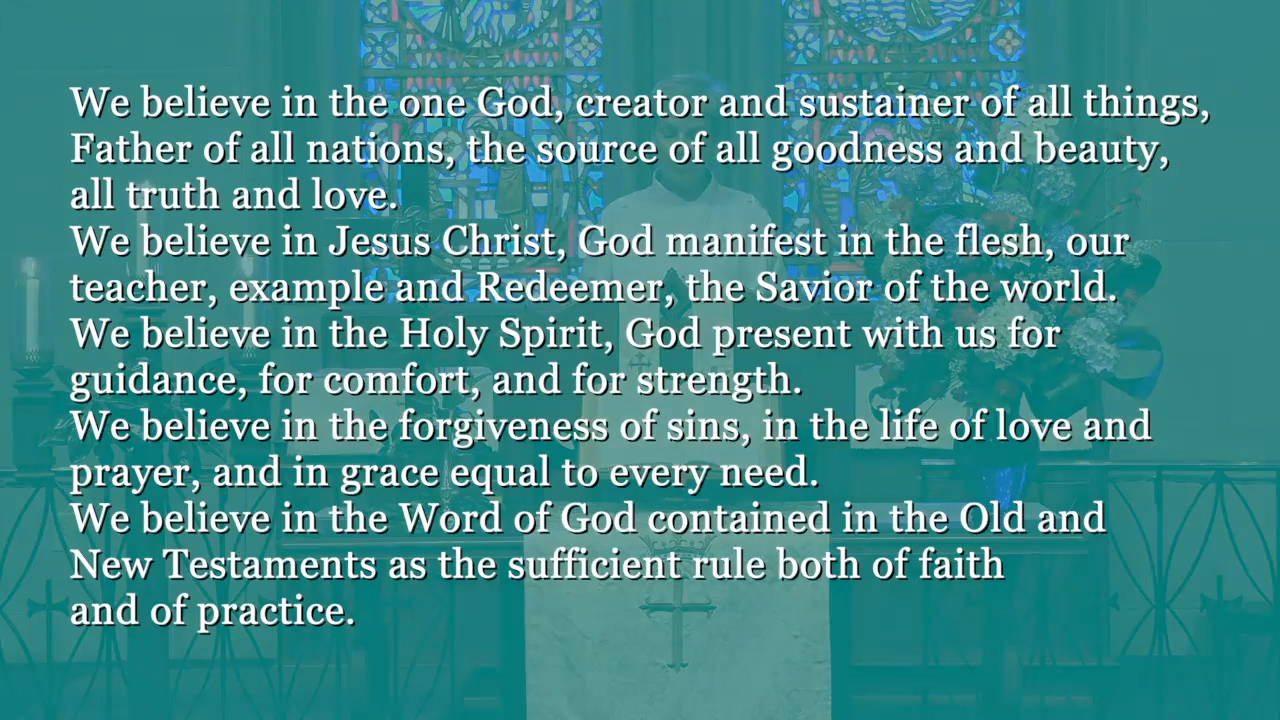 We believe in the one God, creator and sustainer of all things,
Father of all nations, the source of all goodness and beauty,
all truth and love.
We believe in Jesus Christ, God manifest in the flesh, our
teacher, example and Redeemer, the Savior of the world.
We believe in the Holy Spirit, God present with us for
guidance, for comfort, and for strength.
We believe in the forgiveness of sins, in the life of love and
prayer, and in grace equal to every need.
We believe in the Word of God contained in the Old and
New Testaments as the sufficient rule both of faith
and of practice.